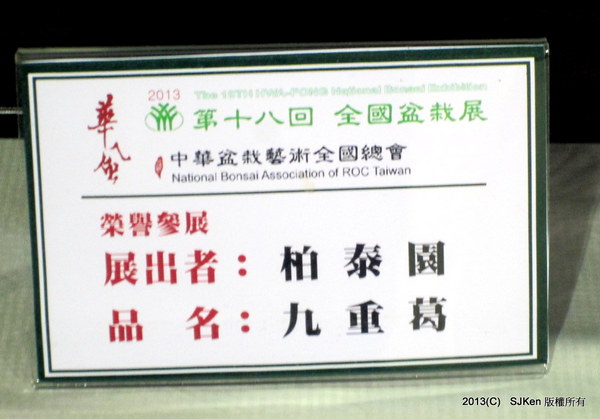 華風
2013
The 18TH HWA-FONG National Bonsai Exhibition
第十八回 全國盆栽展
中華盆栽藝術全國總會
National Bonsai Association of ROC Taiwan
榮譽參展
展出者：柏泰園
品　名：九重葛
2013(C) SJKen 版權所有